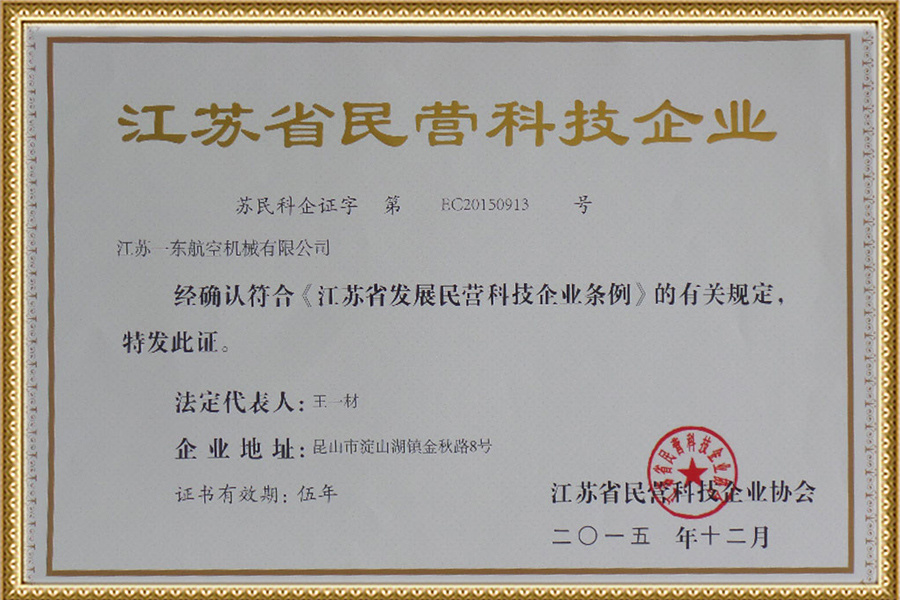 江苏省民营科技企业
苏民科企证字 第 EC20150913 号
江苏一东航空机械有限公司
经确认符合《江苏省发展民营科技企业条例》的有关规定，
特发此证。
法定代表人：王一材
企业地址：昆山市淀山湖镇金秋路8号
证书有效期：伍年
江苏省民营科技企业协会
二〇一五 年十二月